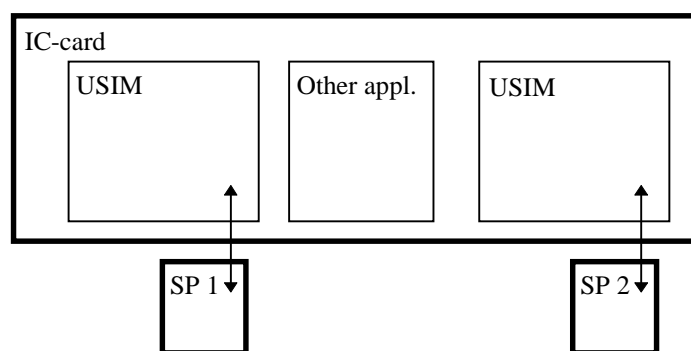 IC-card
USIM
Other appl.
USIM
SP 1
SP 2